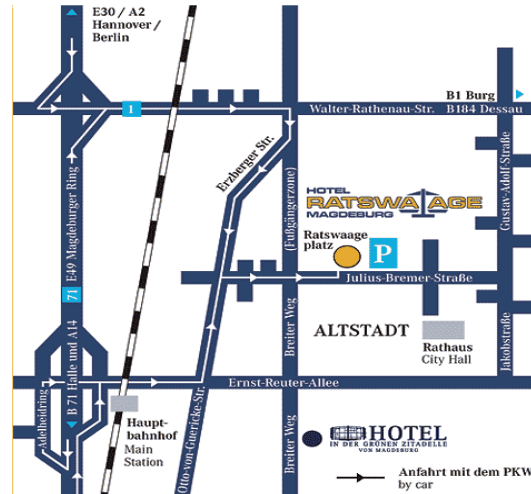 E30 / A2
Hannover /
Berlin
B1 Burg
1
Walter-Rathenau-Str.
B184 Dessau
Erzberger Str.
Gustav-Adolf-Straße
E49 Magdeburger Ring
(Fußgängerzone)
HOTEL
RATSWAAGE
MAGDEBURG
Ratswaage
platz
P
Julius-Bremer-Straße
71
Breiter Weg
ALTSTADT
Rathaus
City Hall
Jakobstraße
B 71 Halle und A14
Adelheidring
Ernst-Reuter-Allee
Haupt-
bahnhof
Main
Station
Otto-von-Guericke-Str.
Breiter Weg
HOTEL
IN DER GRÜNEN ZITADELLE
VON MAGDEBURG
Anfahrt mit dem PKW
by car